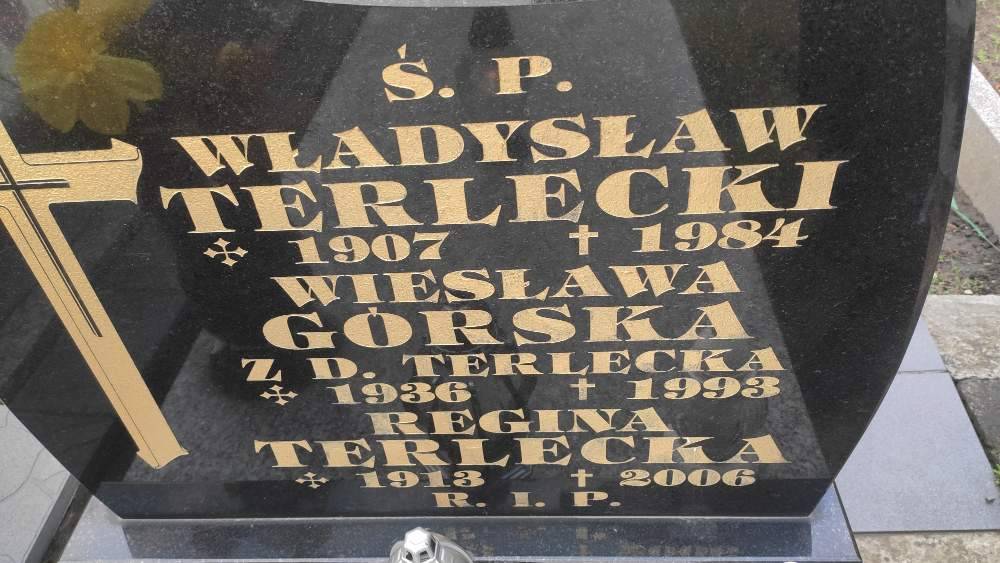 Ś. P.
WŁADYSŁAW
TERLECKI
✣ 1907 ✝ 1984
WIESŁAWA
GÓRSKA
Z D. TERLECKA
✣ 1936 ✝ 1993
REGINA
TERLECKA
✣ 1913 ✝ 2006
R. I. P.